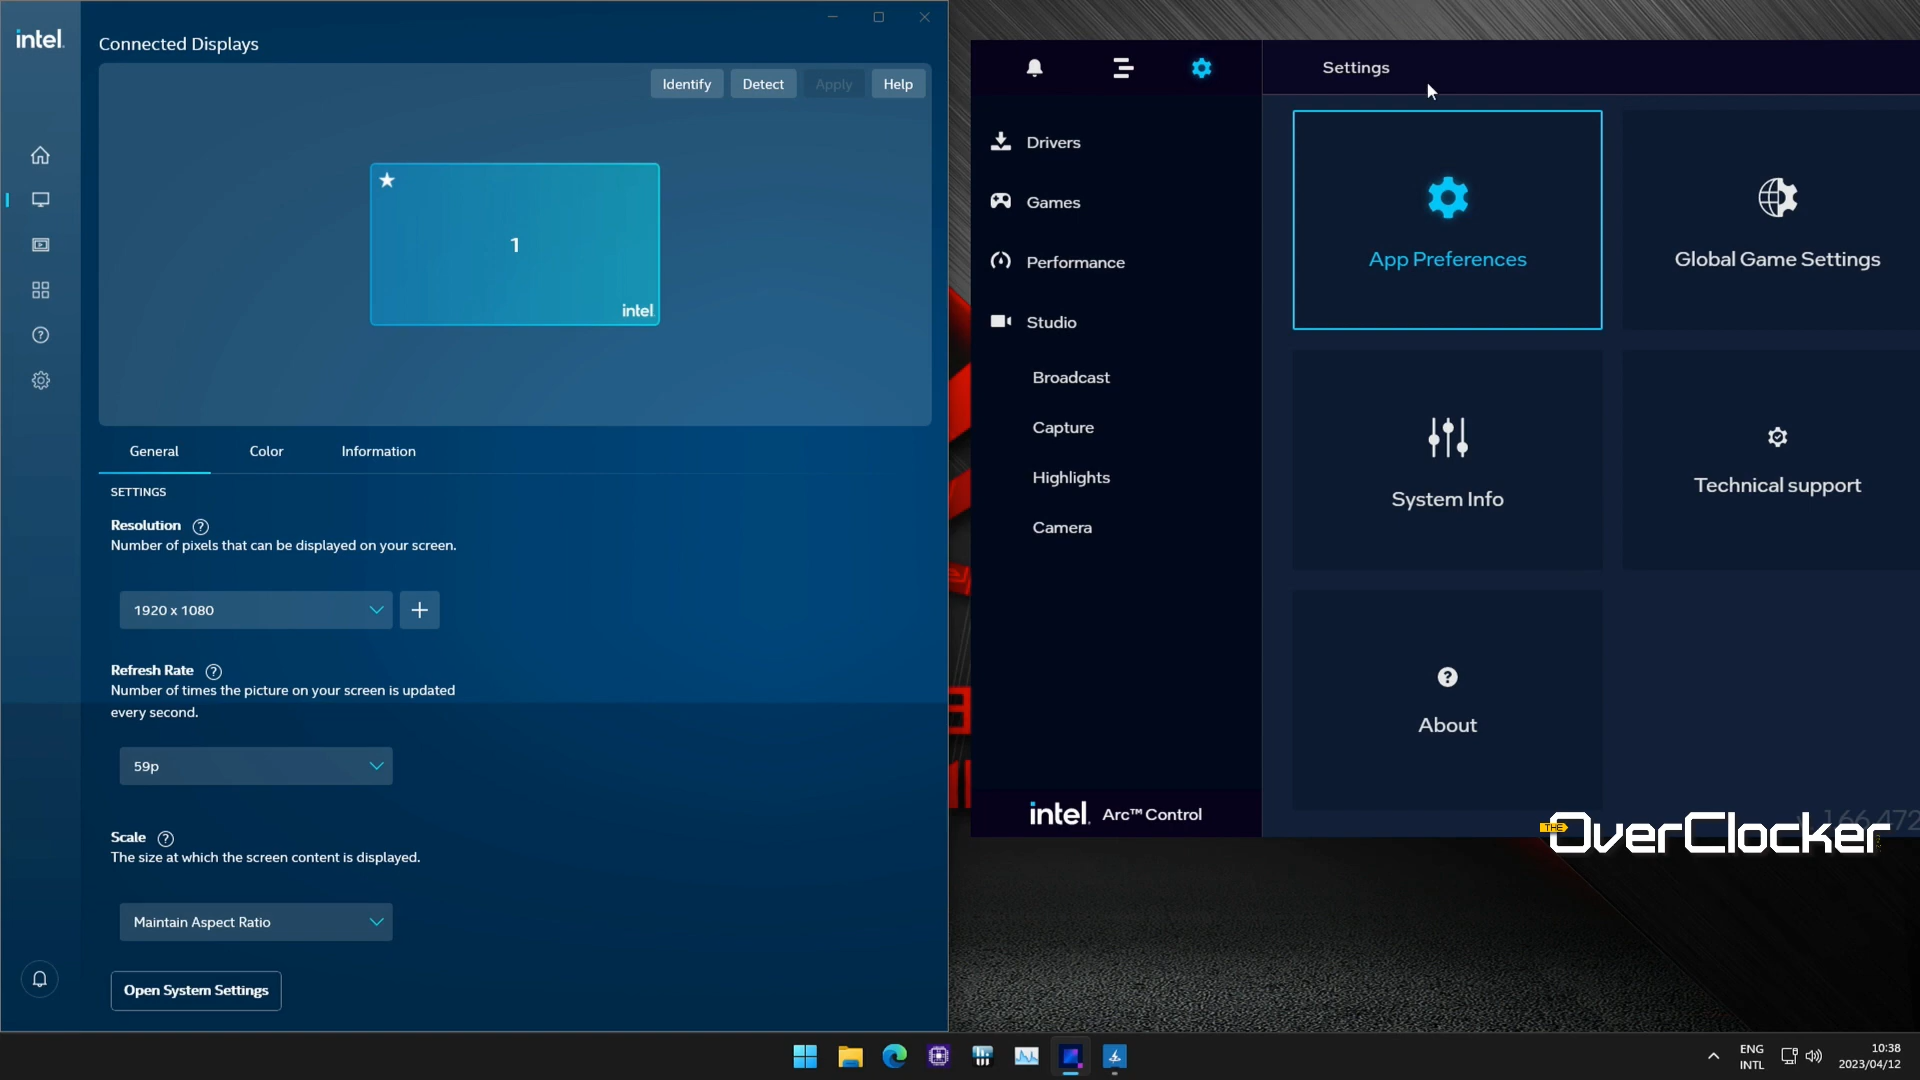 intel.
Connected Displays
Identify
Detect
Apply
Help
1
intel
General
Color
Information
SETTINGS
Resolution ?
Number of pixels that can be displayed on your screen.
1920 x 1080
Refresh Rate ?
Number of times the picture on your screen is updated
every second.
59p
Scale ?
The size at which the screen content is displayed.
Maintain Aspect Ratio
Open System Settings
Settings
Drivers
Games
Performance
Studio
Broadcast
Capture
Highlights
Camera
intel. Arc™ Control
App Preferences
Global Game Settings
System Info
Technical support
About
THE OverClocker
ENG
INTL
10:38
2023/04/12